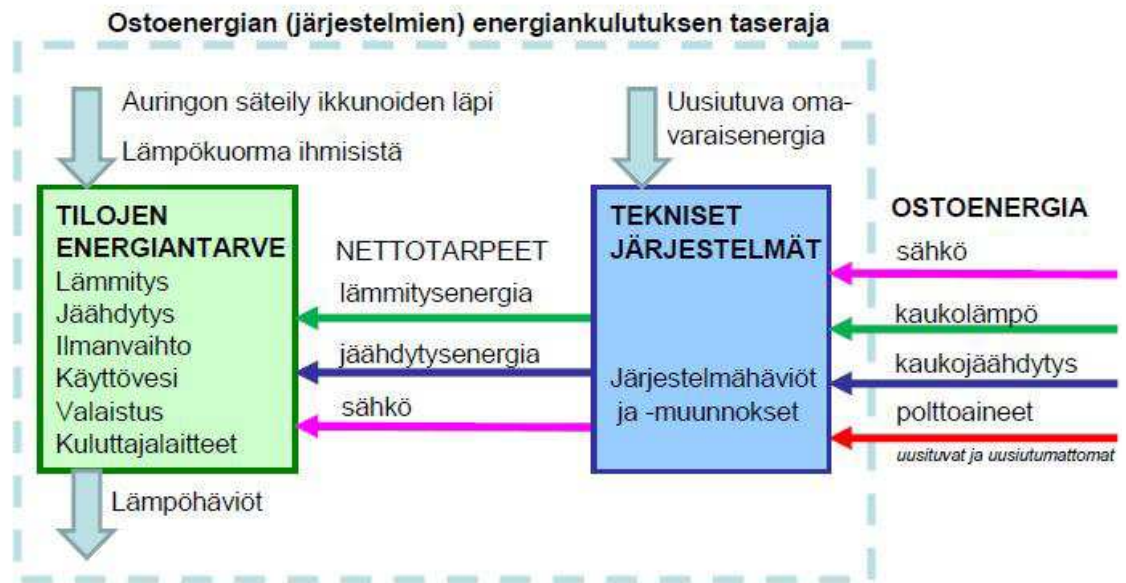 Ostoenergian (järjestelmien) energiankulutuksen taseraja
Auringon säteily ikkunoiden läpi
Lämpökuorma ihmisistä
Uusiutuva oma-
varaisenergia
TILOJEN
ENERGIANTARVE
Lämmitys
Jäähdytys
Ilmanvaihto
Käyttövesi
Valaistus
Kuluttajalaitteet
NETTOTARPEET
lämmitysenergia
jäähdytysenergia
sähkö
TEKNISET
JÄRJESTELMÄT
Järjestelmähäviöt
ja -muunnokset
OSTOENERGIA
sähkö
kaukolämpö
kaukojäähdytys
polttoaineet
uusituvat ja uusiutumattomat
Lämpöhäviöt